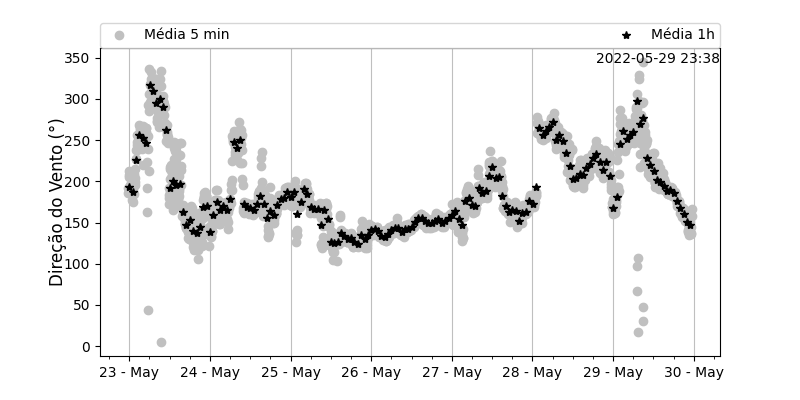 Média 5 min
Média 1h
2022-05-29 23:38
Direção do Vento (°)
350
300
250
200
150
100
50
0
23 - May
24 - May
25 - May
26 - May
27 - May
28 - May
29 - May
30 - May